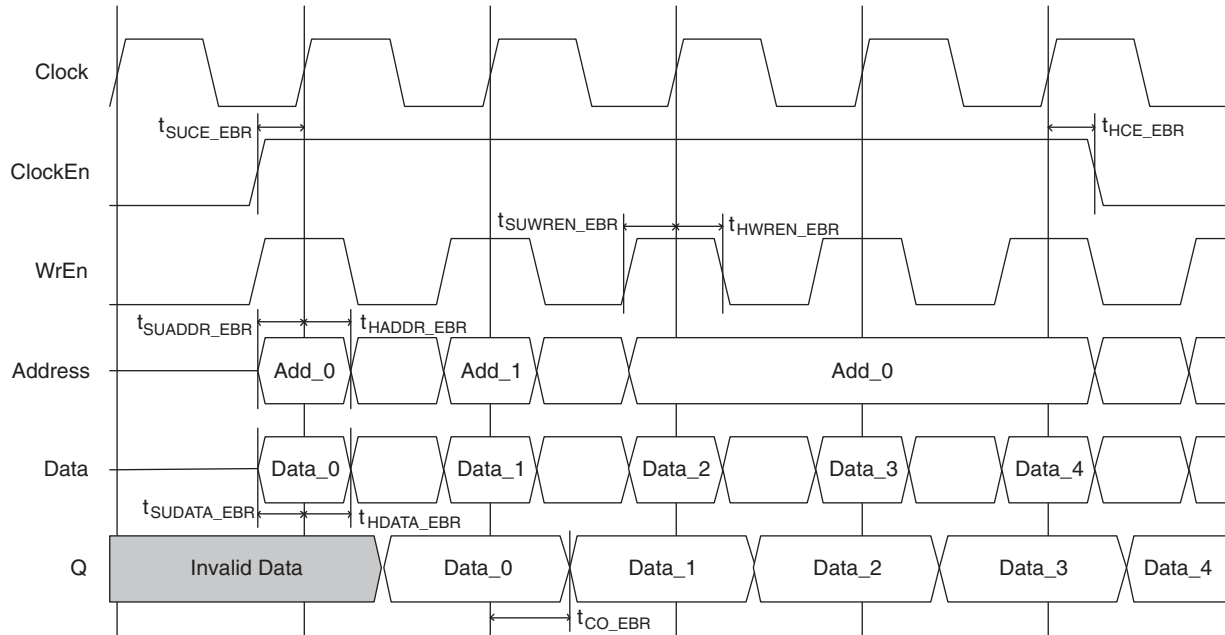 Clock
tSUCE_EBR
tHCE_EBR
ClockEn
tSUWREN_EBR
tHWREN_EBR
WrEn
tSUADDR_EBR
tHADDR_EBR
Address
Add_0
Add_1
Add_0
Data
Data_0
Data_1
Data_2
Data_3
Data_4
tSUDATA_EBR
tHDATA_EBR
Q
Invalid Data
Data_0
Data_1
Data_2
Data_3
Data_4
tCO_EBR